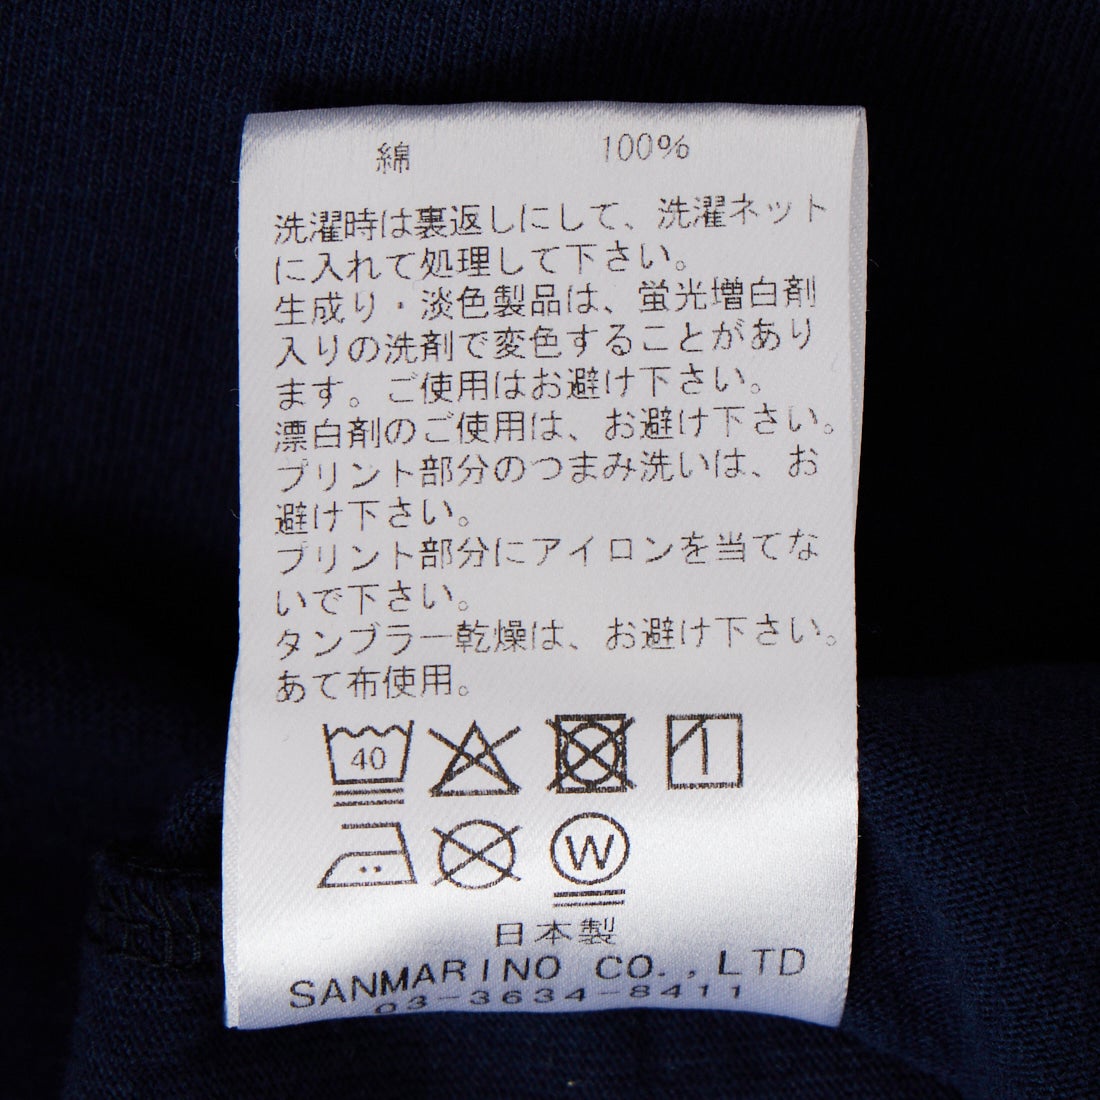 綿 100%
洗濯時は裏返しにして、洗濯ネット
に入れて処理して下さい。
生成り・淡色製品は、蛍光増白剤
入りの洗剤で変色することがあり
ます。ご使用はお避け下さい。
漂白剤のご使用は、お避け下さい。
プリント部分のつまみ洗いは、お
避け下さい。
プリント部分にアイロンを当てな
いで下さい。
タンブラー乾燥は、お避け下さい。
あて布使用。
40
W
日本製
SANMARINO CO.,LTD
03-3634-8411